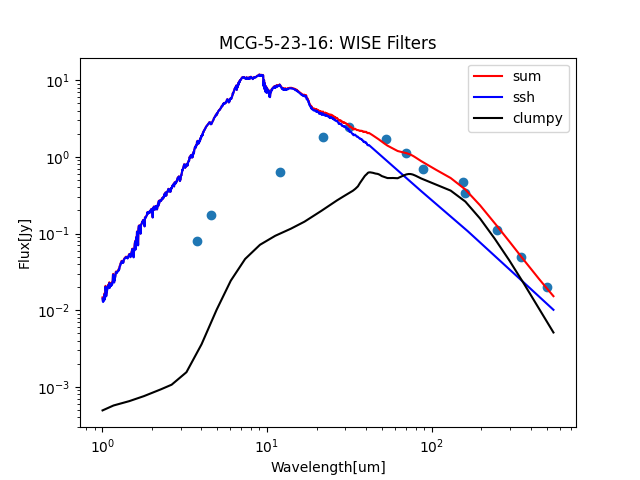 MCG-5-23-16: WISE Filters
sum
ssh
clumpy
Flux[Jy]
10¹
10⁰
10⁻¹
10⁻²
10⁻³
10⁰
10¹
10²
Wavelength[um]